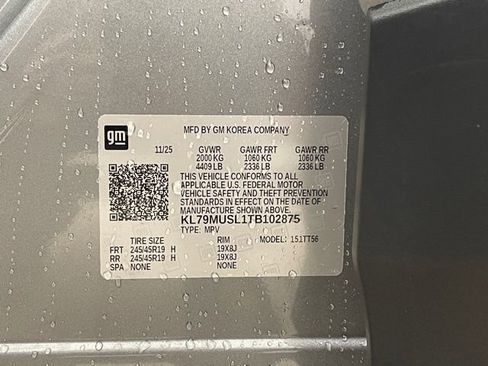 gm
MFD BY GM KOREA COMPANY
11/25 GVWR GAWR FRT GAWR RR
2000 KG 1060 KG 1060 KG
4409 LB 2336 LB 2336 LB
THIS VEHICLE CONFORMS TO ALL
APPLICABLE U.S. FEDERAL MOTOR
VEHICLE SAFETY AND THEFT PREVENTION
STANDARDS IN EFFECT ON THE DATE OF
MANUFACTURE SHOWN ABOVE.
KL79MUSL1TB102875
TYPE: MPV
TIRE SIZE RIM MODEL: 1S1TT56
FRT 245/45R19 H 19X8J
RR 245/45R19 H 19X8J
SPA NONE NONE